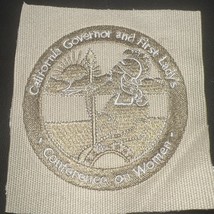 California Governor and First Lady's
Conference on Women